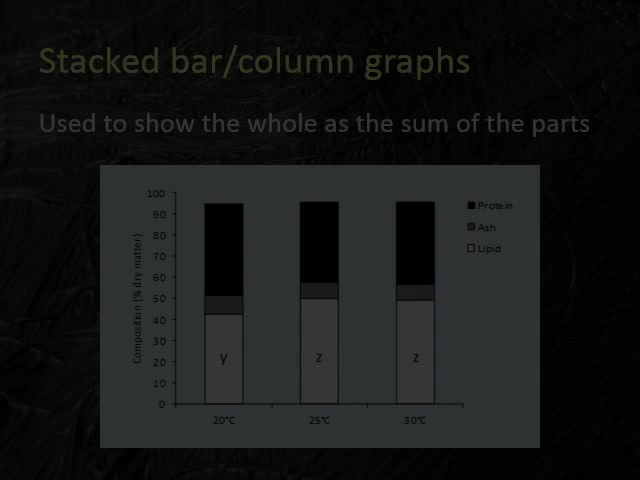 Stacked bar/column graphs
Used to show the whole as the sum of the parts
100
90
80
70
60
50
40
30
20
10
0
Composition (% dry matter)
Protein
Ash
Lipid
y
z
z
20°C
25°C
30°C